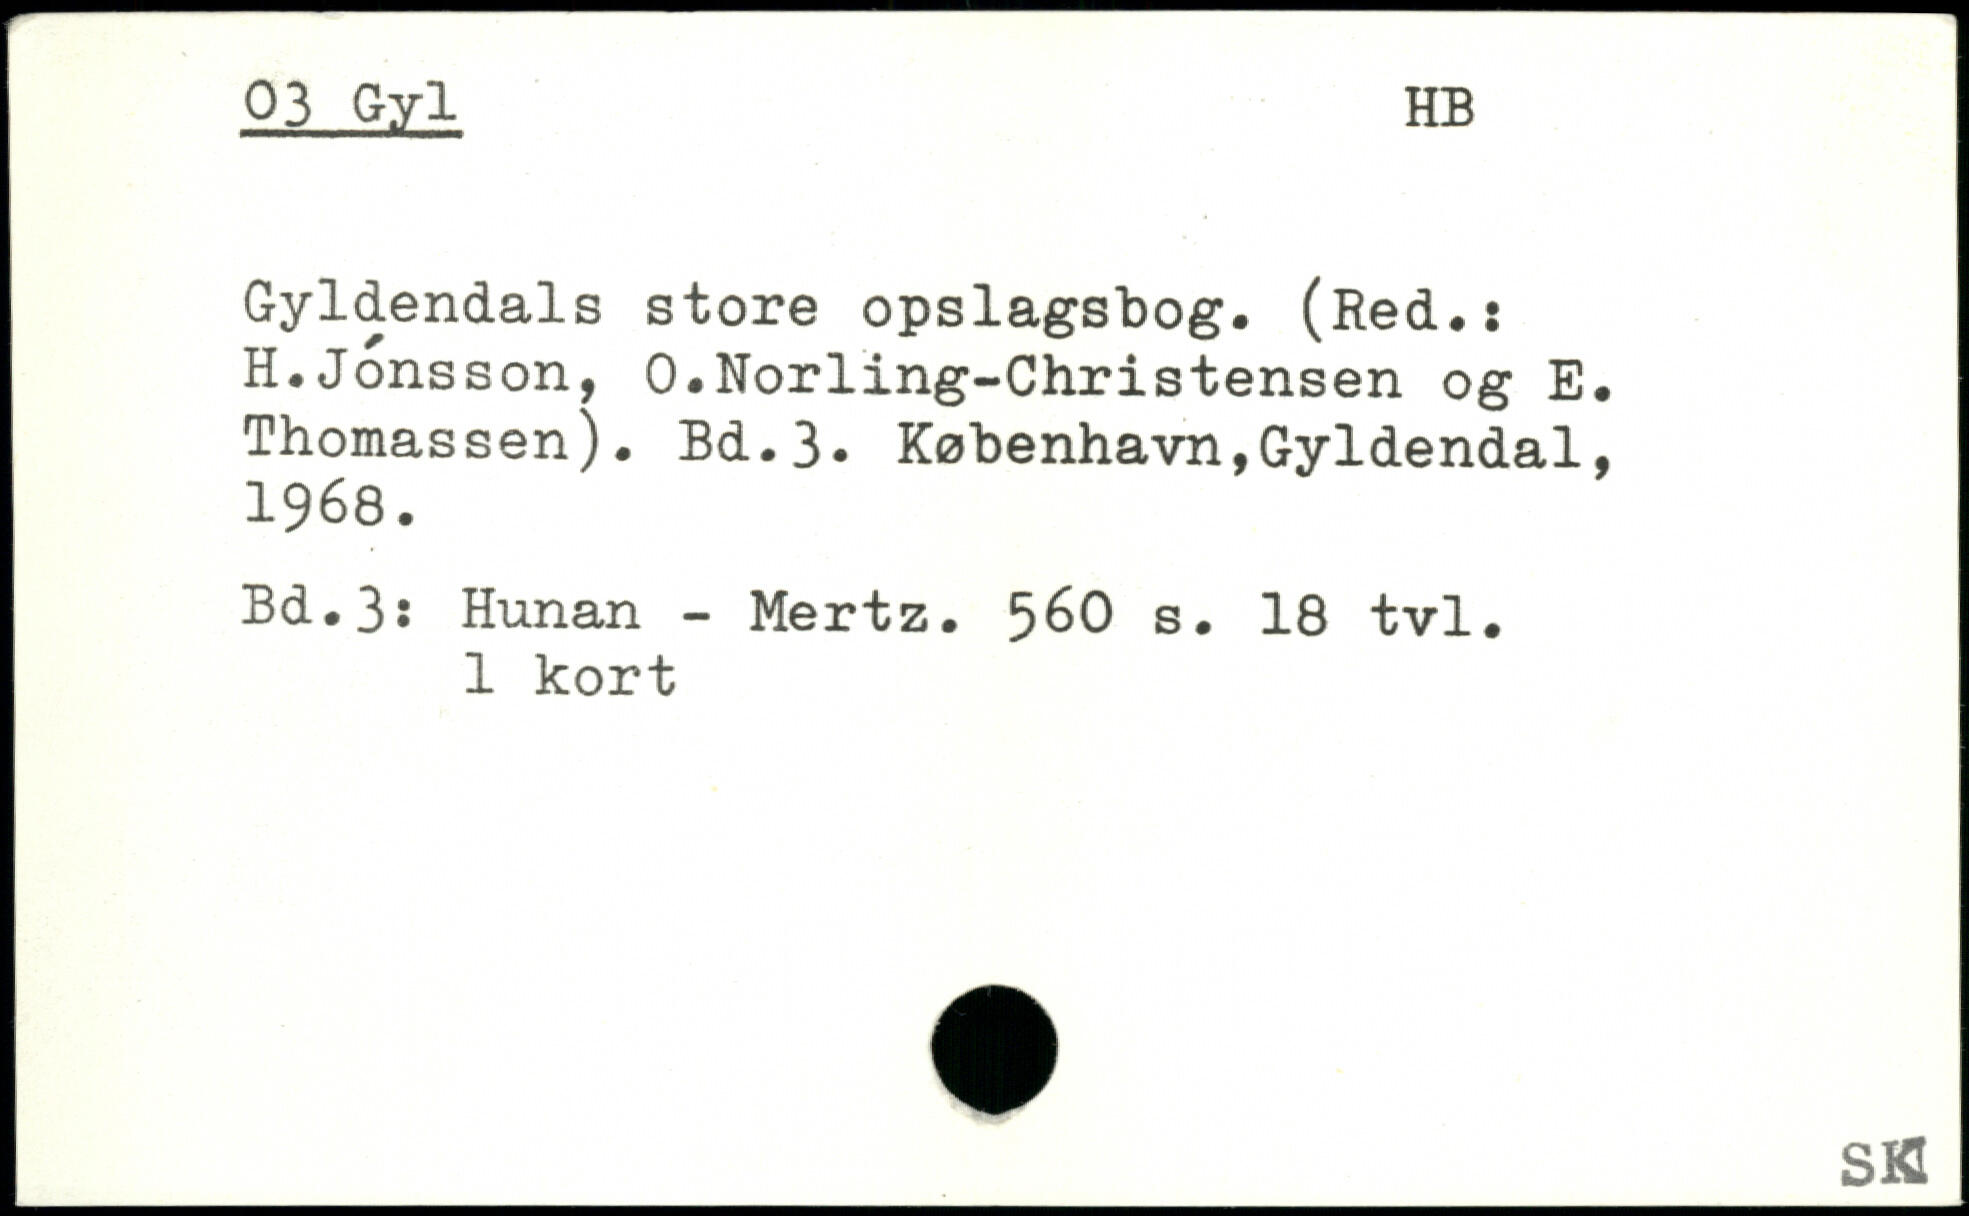 03 Gyl HB
Gyldendals store opslagsbog. (Red.:
H.Jónsson, O.Norling-Christensen og E.
Thomassen). Bd.3. København,Gyldendal,
1968.
Bd.3: Hunan - Mertz. 560 s. 18 tvl.
1 kort
SK